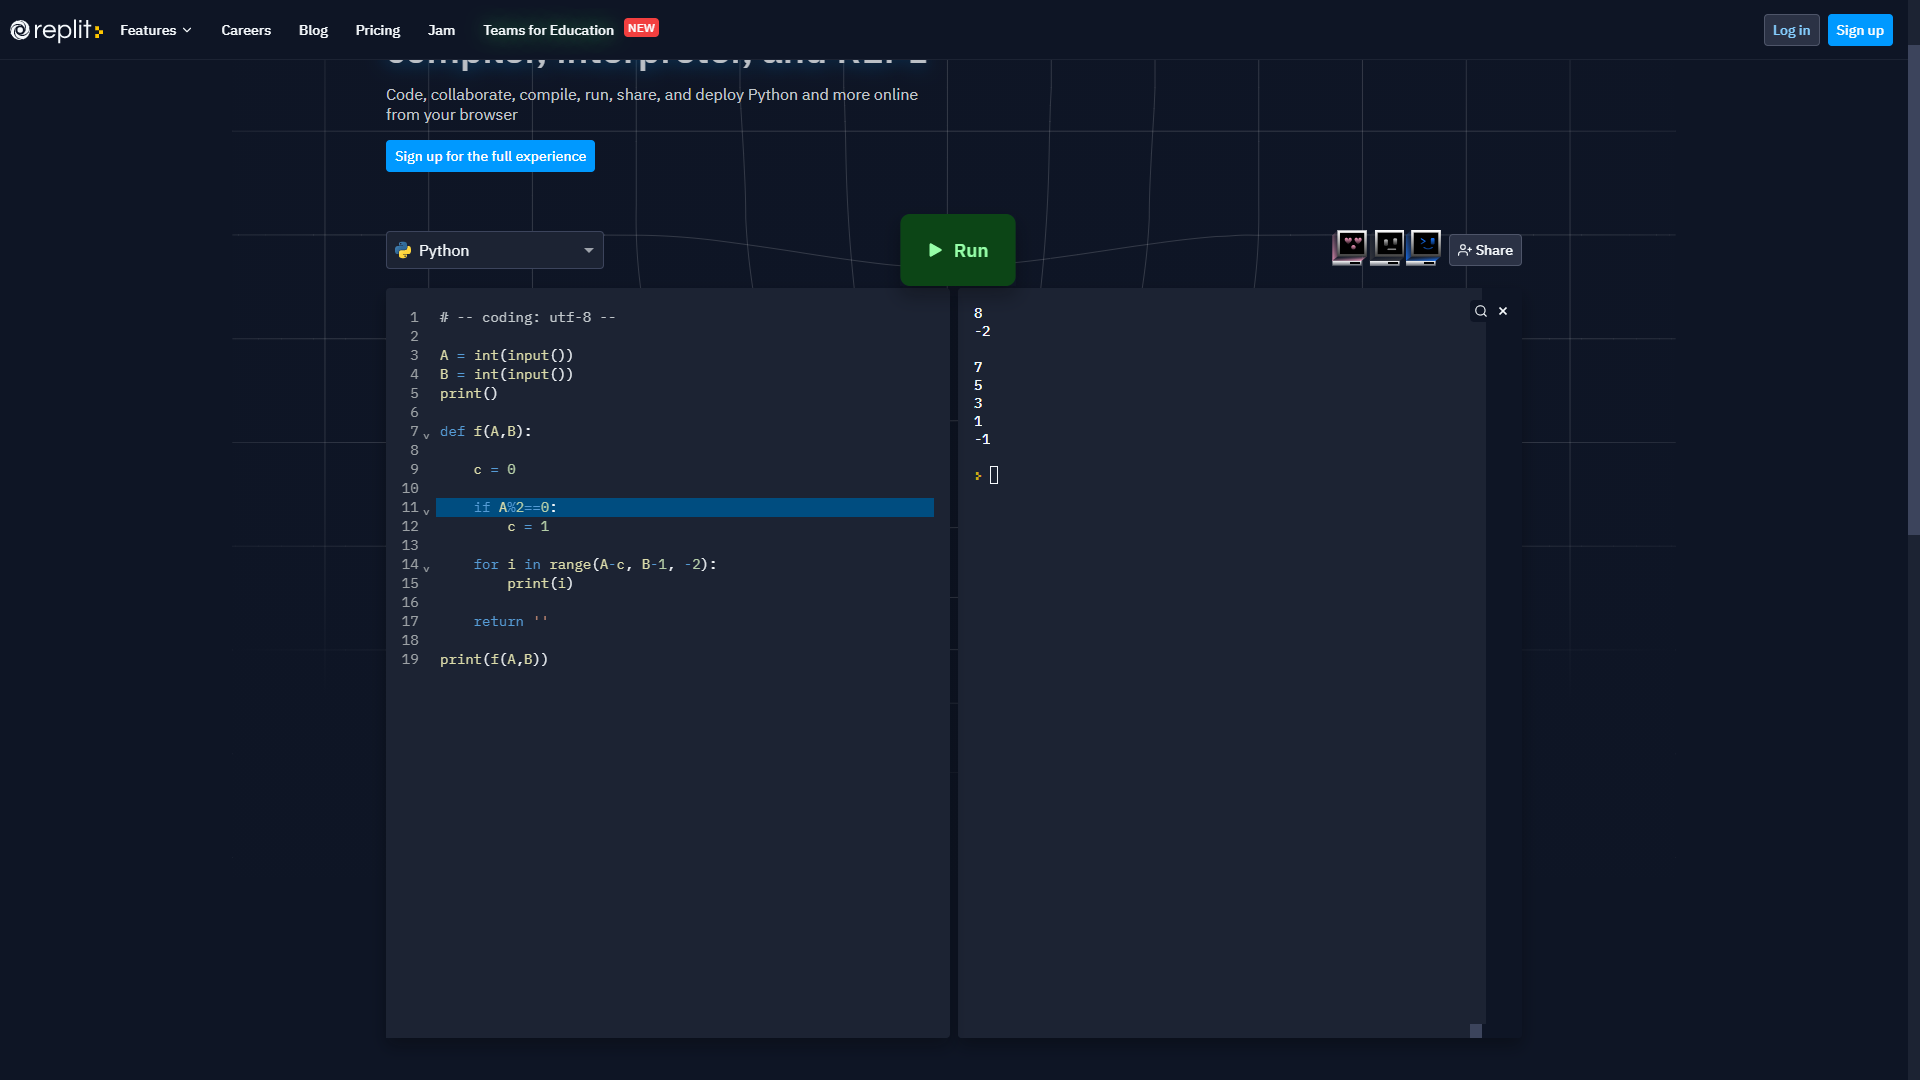 replit
Features
Careers
Blog
Pricing
Jam
Teams for Education
NEW
Log in
Sign up
compiler, interpreter, and REPL
Code, collaborate, compile, run, share, and deploy Python and more online
from your browser
Sign up for the full experience
Python
Run
Share
1 # -- coding: utf-8 --
2
3 A = int(input())
4 B = int(input())
5 print()
6
7 def f(A,B):
8
9 c = 0
10
11 if A%2==0:
12 c = 1
13
14 for i in range(A-c, B-1, -2):
15 print(i)
16
17 return ''
18
19 print(f(A,B))
8
-2
7
5
3
1
-1